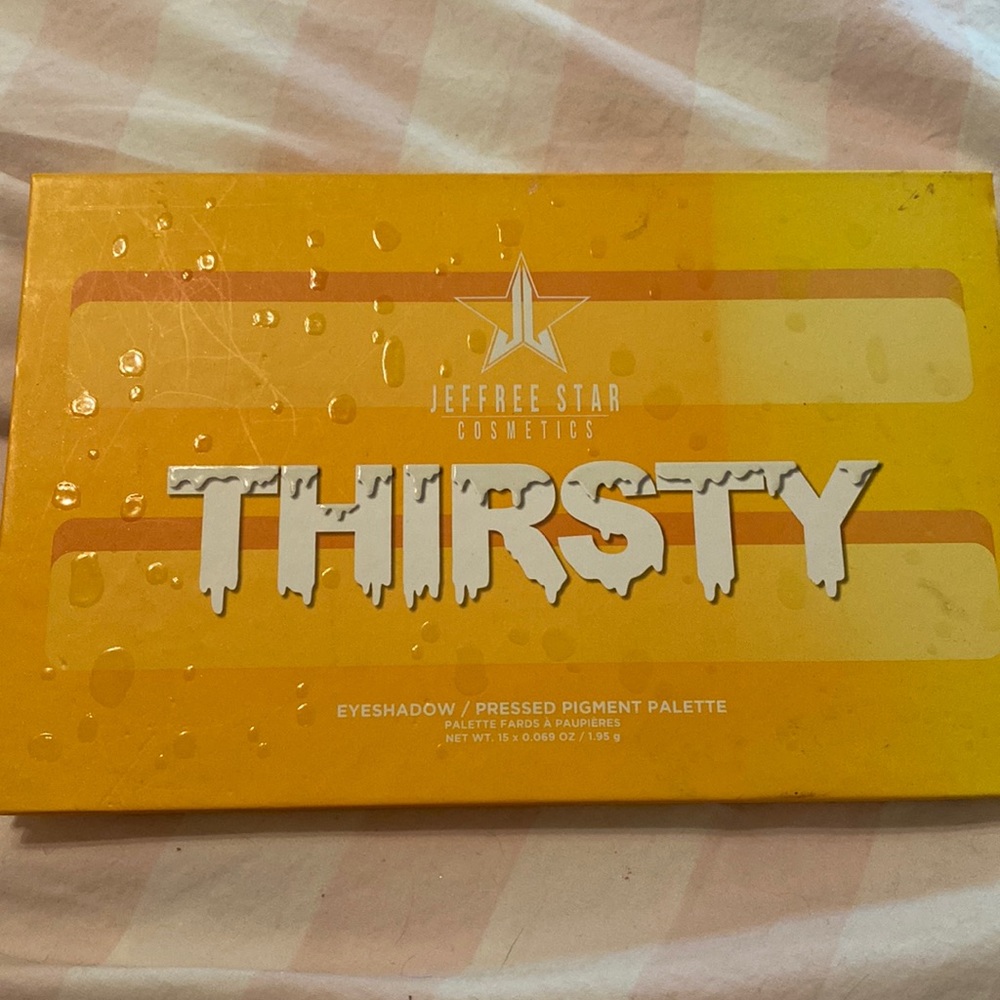 JEFFREE STAR
COSMETICS
THIRSTY
EYESHADOW / PRESSED PIGMENT PALETTE
PALETTE FARDS À PAUPIÈRES
NET WT. 15 x 0.069 OZ / 1.95 g